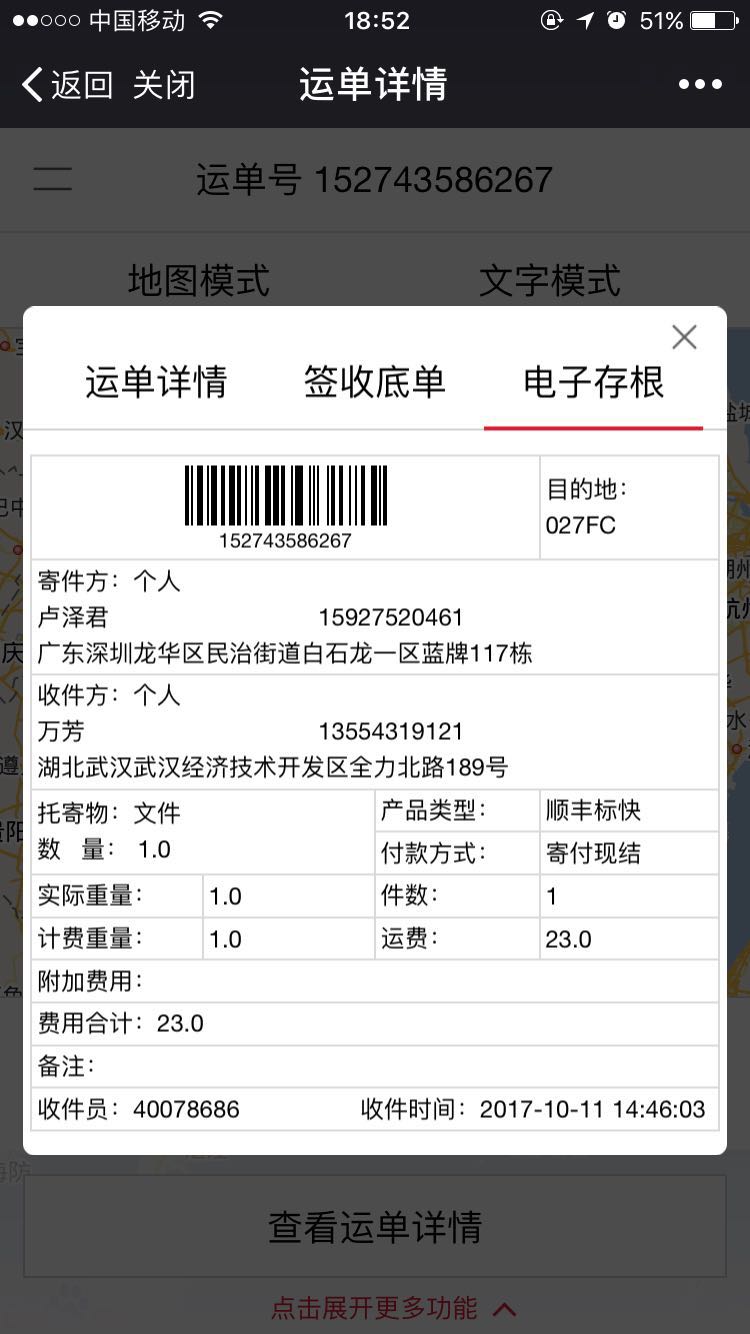 中国移动 18:52 51%
返回 关闭 运单详情
运单号 152743586267
地图模式 文字模式
运单详情 签收底单 电子存根
152743586267
目的地：
027FC
寄件方：个人
卢泽君 15927520461
广东深圳龙华区民治街道白石龙一区蓝牌117栋
收件方：个人
万芳 13554319121
湖北武汉武汉经济技术开发区全力北路189号
托寄物：文件
数 量： 1.0
产品类型： 顺丰标快
付款方式： 寄付现结
实际重量： 1.0 件数： 1
计费重量： 1.0 运费： 23.0
附加费用：
费用合计：23.0
备注：
收件员：40078686 收件时间：2017-10-11 14:46:03
查看运单详情
点击展开更多功能